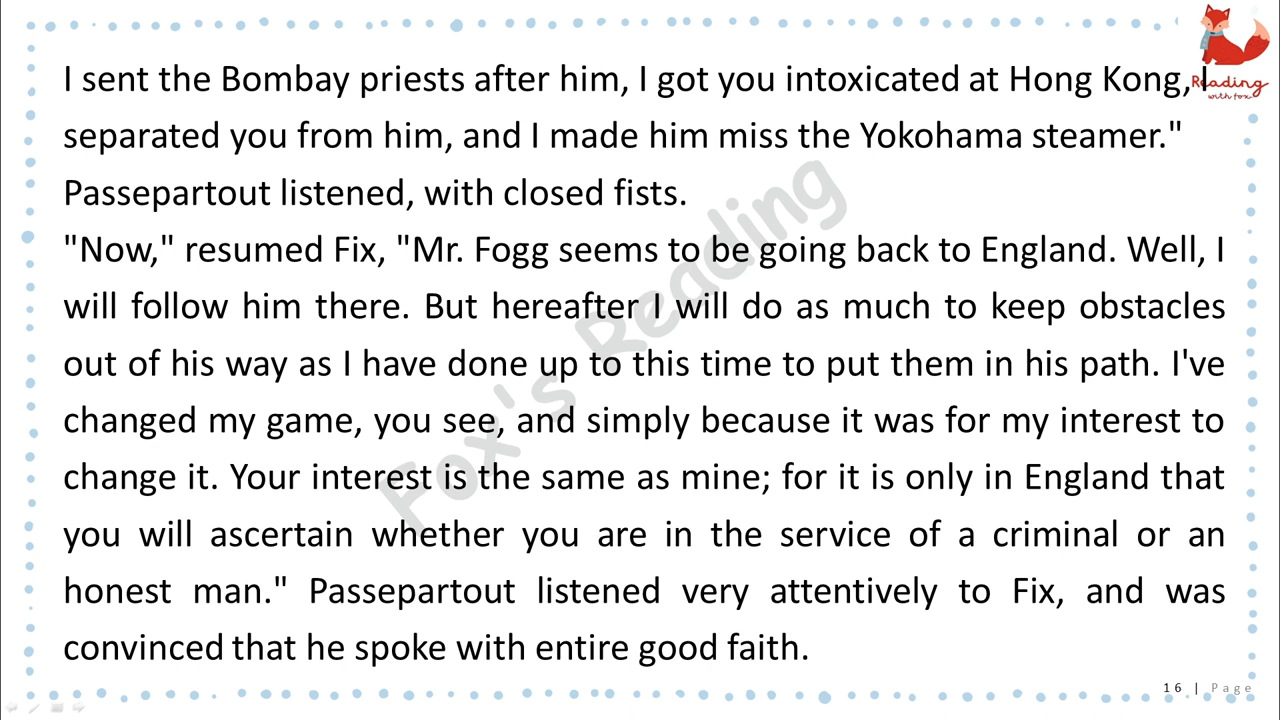 I sent the Bombay priests after him, I got you intoxicated at Hong Kong, I
separated you from him, and I made him miss the Yokohama steamer."
Passepartout listened, with closed fists.
"Now," resumed Fix, "Mr. Fogg seems to be going back to England. Well, I
will follow him there. But hereafter I will do as much to keep obstacles
out of his way as I have done up to this time to put them in his path. I've
changed my game, you see, and simply because it was for my interest to
change it. Your interest is the same as mine; for it is only in England that
you will ascertain whether you are in the service of a criminal or an
honest man." Passepartout listened very attentively to Fix, and was
convinced that he spoke with entire good faith.
Reading
with fox
Fox's Reading
16 | Page